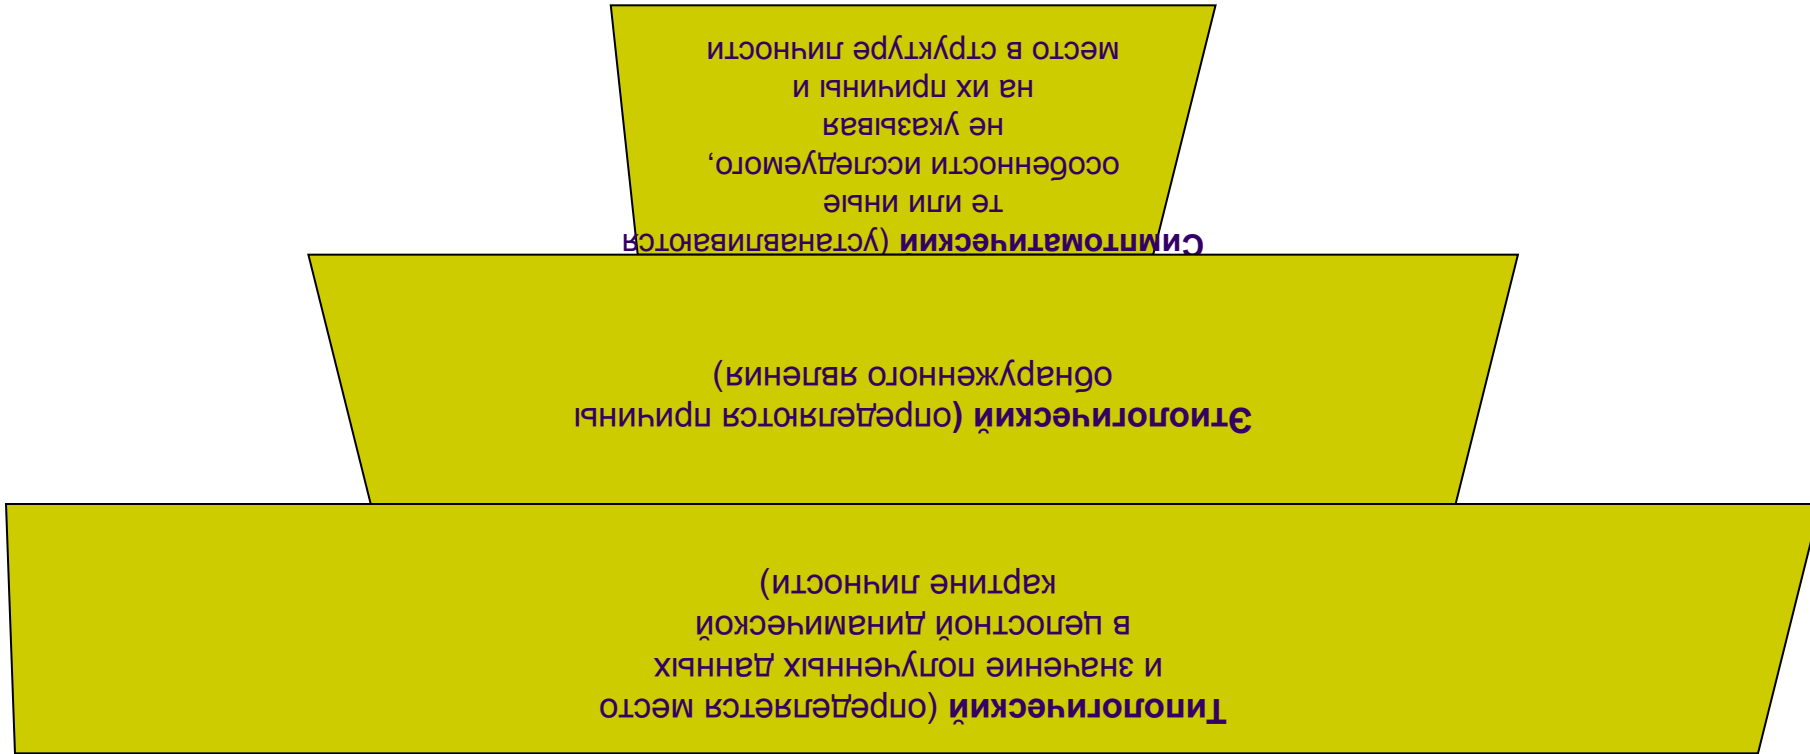 Типологический (определяется место
и значение полученных данных
в целостной динамической
картине личности)
Этиологический (определяются причины
обнаруженного явления)
Симптоматический (устанавливаются
те или иные
особенности исследуемого,
не указывая
на их причины и
место в структуре личности